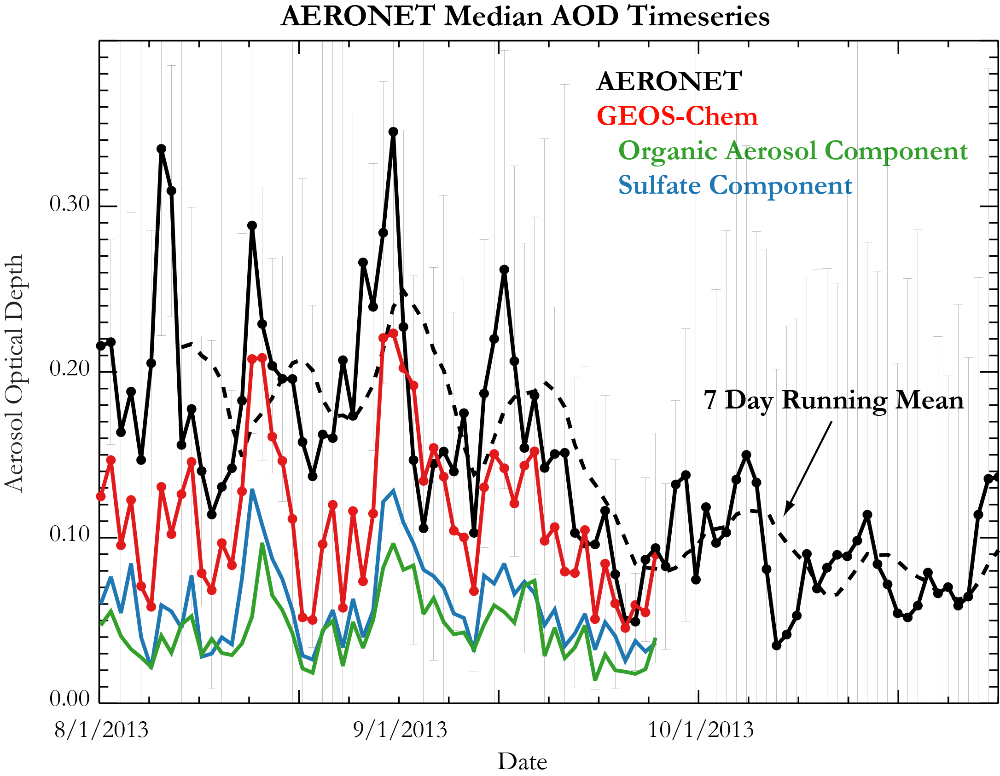 AERONET Median AOD Timeseries
AERONET
GEOS-Chem
Organic Aerosol Component
Sulfate Component
0.30
0.20
0.10
0.00
Aerosol Optical Depth
7 Day Running Mean
8/1/2013
9/1/2013
10/1/2013
Date